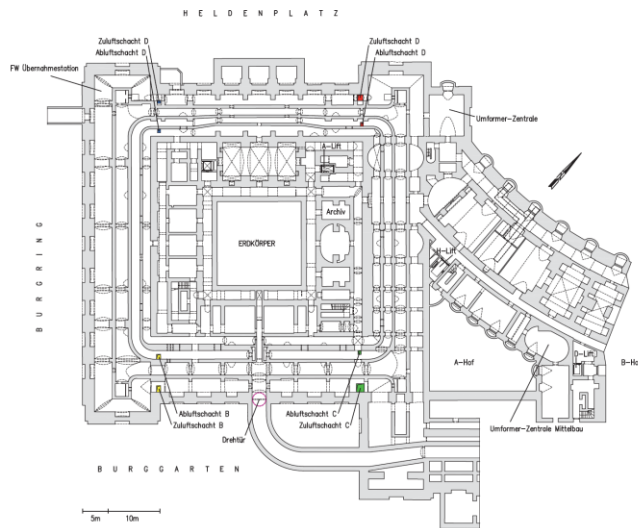 HELDENPLATZ
Zuluftschacht D
Abluftschacht D
Zuluftschacht D
Abluftschacht D
FW Übernahmestation
Umformer-Zentrale
A-Lift
Archiv
ERDKÖRPER
BURGRING
H-Lift
A-Hof
D-Lift
B-Ho
Abluftschacht B
Zuluftschacht B
Abluftschacht C
Zuluftschacht C
Drehtür
Umformer-Zentrale Mittelbau
BURGGARTEN
5m
10m